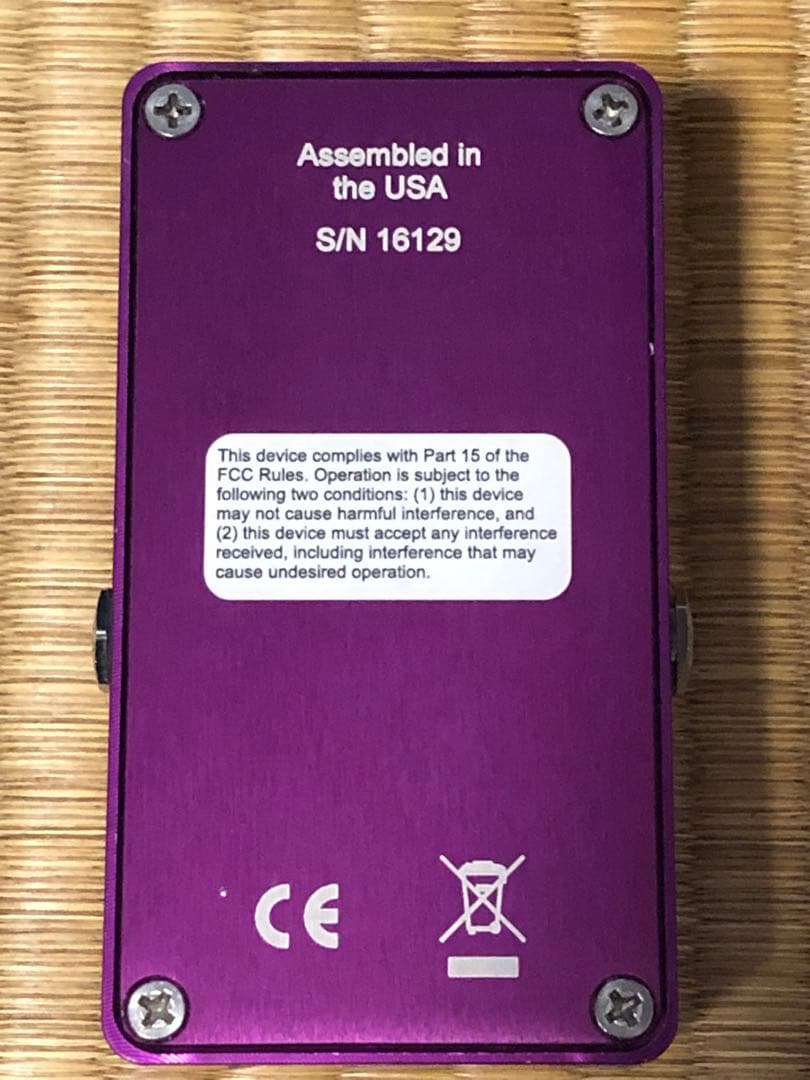 Assembled in
the USA
S/N 16129
This device complies with Part 15 of the
FCC Rules. Operation is subject to the
following two conditions: (1) this device
may not cause harmful interference, and
(2) this device must accept any interference
received, including interference that may
cause undesired operation.
CE